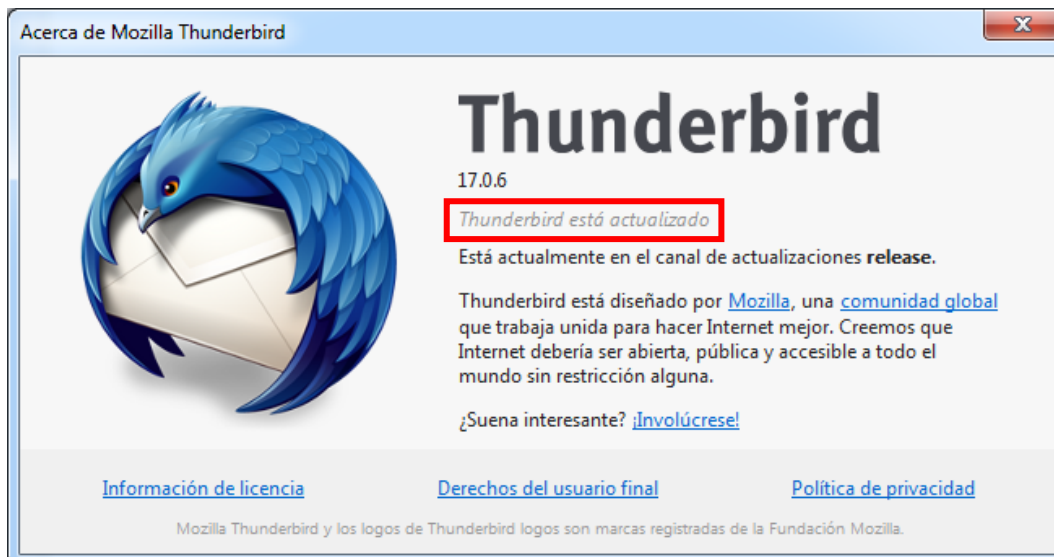 Acerca de Mozilla Thunderbird
Thunderbird
17.0.6
Thunderbird está actualizado
Está actualmente en el canal de actualizaciones release.
Thunderbird está diseñado por Mozilla, una comunidad global
que trabaja unida para hacer Internet mejor. Creemos que
Internet debería ser abierta, pública y accesible a todo el
mundo sin restricción alguna.
¿Suena interesante? ¡Involúcrese!
Información de licencia Derechos del usuario final Política de privacidad
Mozilla Thunderbird y los logos de Thunderbird logos son marcas registradas de la Fundación Mozilla.